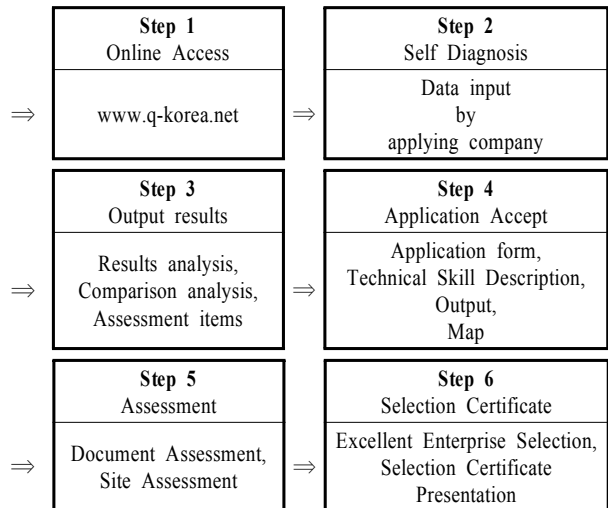 Step 1
Online Access
⇒ www.q-korea.net
Step 2
Self Diagnosis
⇒ Data input
by
applying company
Step 3
Output results
⇒ Results analysis,
Comparison analysis,
Assessment items
Step 4
Application Accept
⇒ Application form,
Technical Skill Description,
Output,
Map
Step 5
Assessment
⇒ Document Assessment,
Site Assessment
Step 6
Selection Certificate
⇒ Excellent Enterprise Selection,
Selection Certificate
Presentation